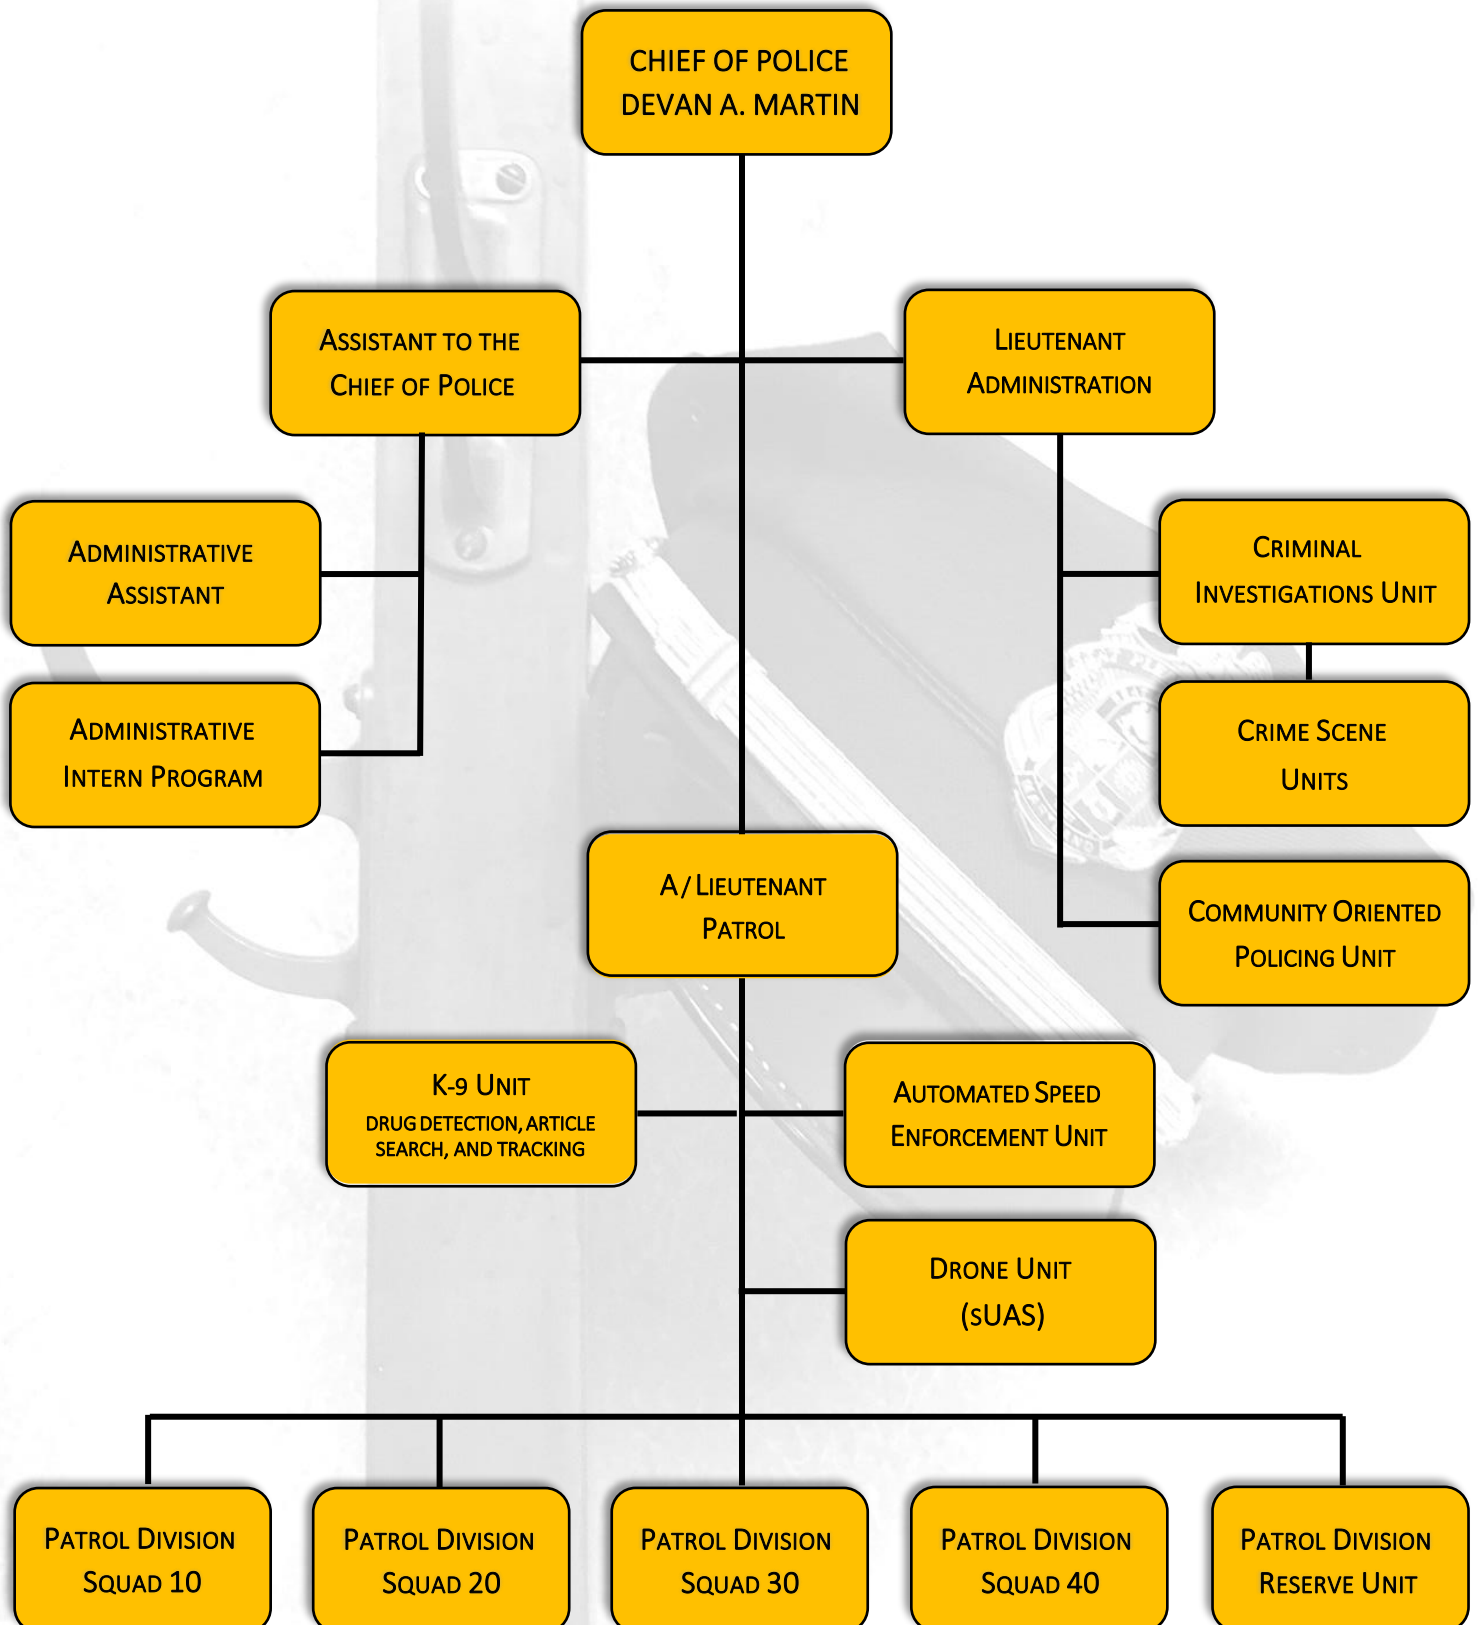 CHIEF OF POLICE
DEVAN A. MARTIN
ASSISTANT TO THE
CHIEF OF POLICE
LIEUTENANT
ADMINISTRATION
ADMINISTRATIVE
ASSISTANT
CRIMINAL
INVESTIGATIONS UNIT
ADMINISTRATIVE
INTERN PROGRAM
CRIME SCENE
UNITS
A / LIEUTENANT
PATROL
COMMUNITY ORIENTED
POLICING UNIT
K-9 UNIT
DRUG DETECTION, ARTICLE
SEARCH, AND TRACKING
AUTOMATED SPEED
ENFORCEMENT UNIT
DRONE UNIT
(SUAS)
PATROL DIVISION
SQUAD 10
PATROL DIVISION
SQUAD 20
PATROL DIVISION
SQUAD 30
PATROL DIVISION
SQUAD 40
PATROL DIVISION
RESERVE UNIT